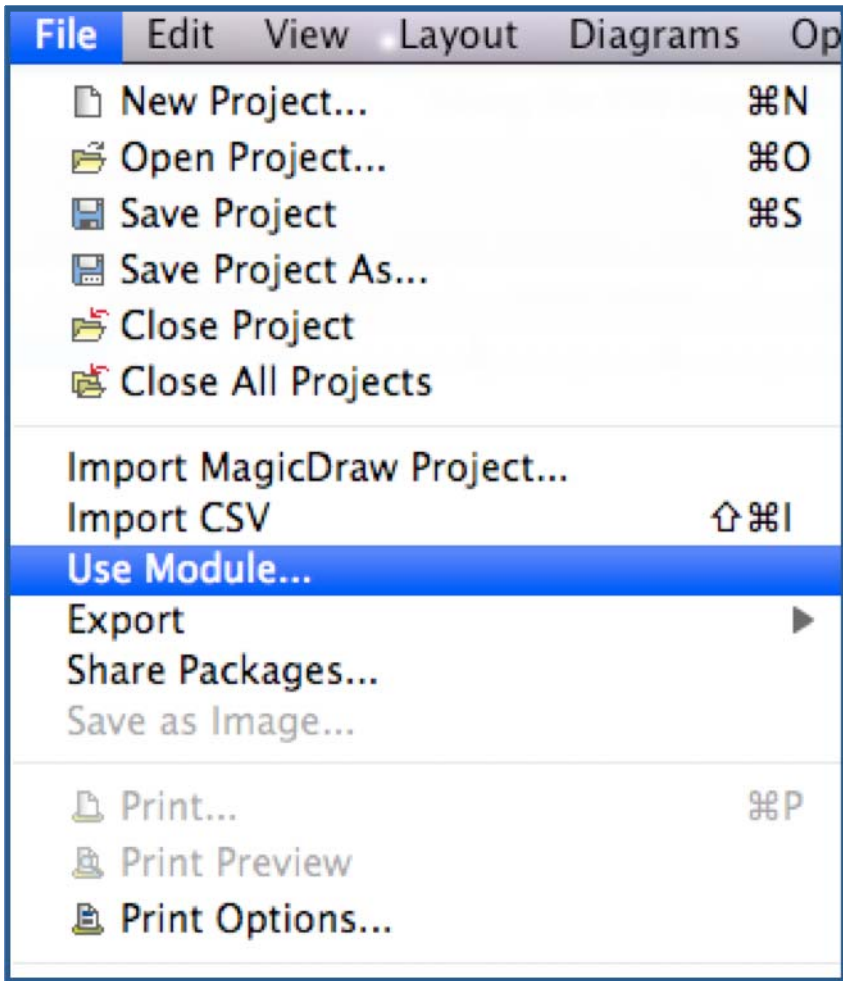 File Edit View Layout Diagrams Op
New Project... ⌘N
Open Project... ⌘O
Save Project ⌘S
Save Project As...
Close Project
Close All Projects
Import MagicDraw Project...
Import CSV ⇧⌘I
Use Module...
Export ▶
Share Packages...
Save as Image...
Print... ⌘P
Print Preview
Print Options...